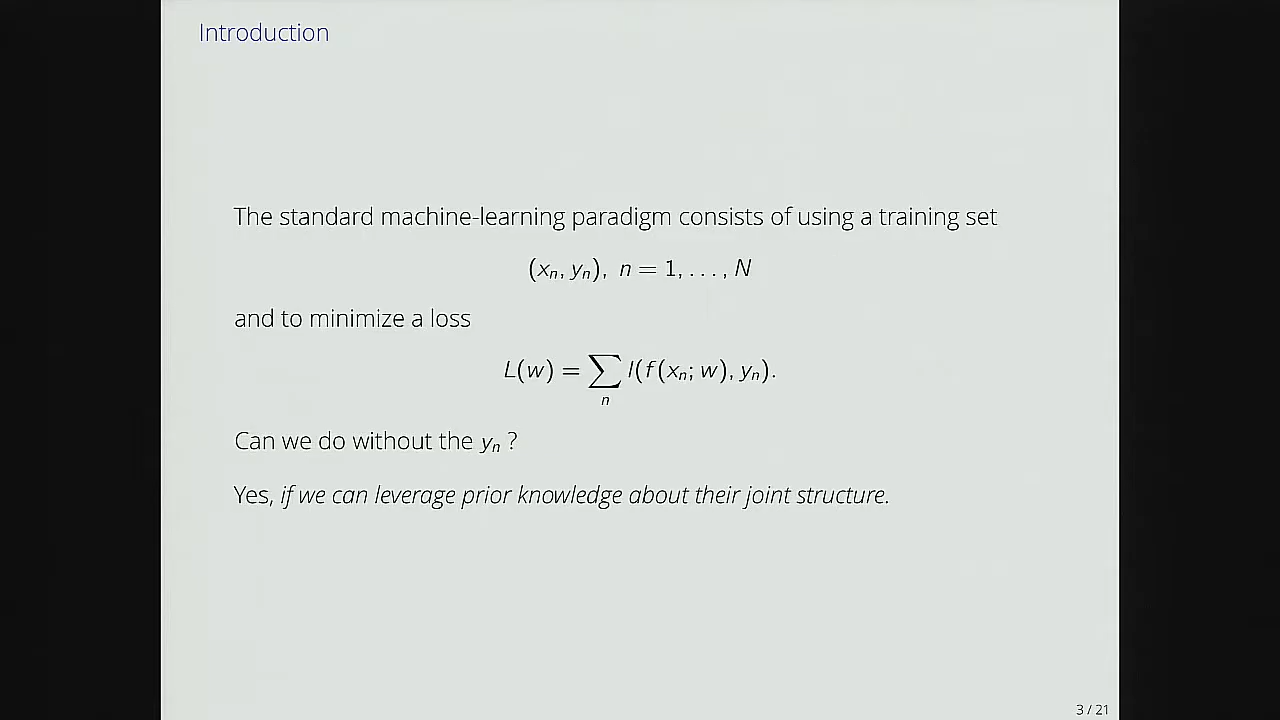 Introduction
The standard machine-learning paradigm consists of using a training set
(xₙ, yₙ), n = 1, . . . , N
and to minimize a loss
L(w) = ∑ₙ l(f(xₙ; w), yₙ).
Can we do without the yₙ ?
Yes, if we can leverage prior knowledge about their joint structure.
3 / 21